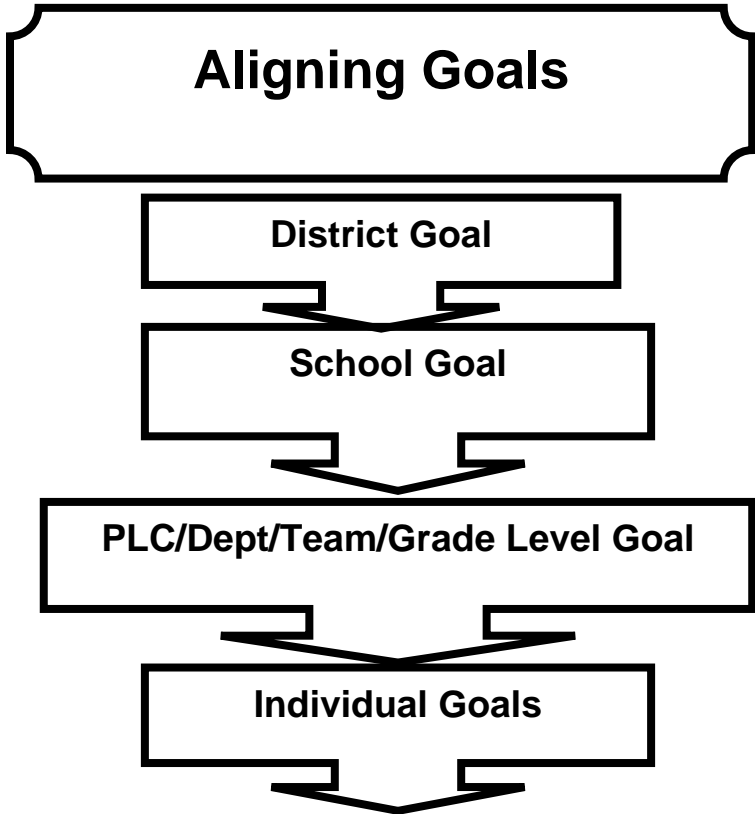 Aligning Goals
District Goal
School Goal
PLC/Dept/Team/Grade Level Goal
Individual Goals